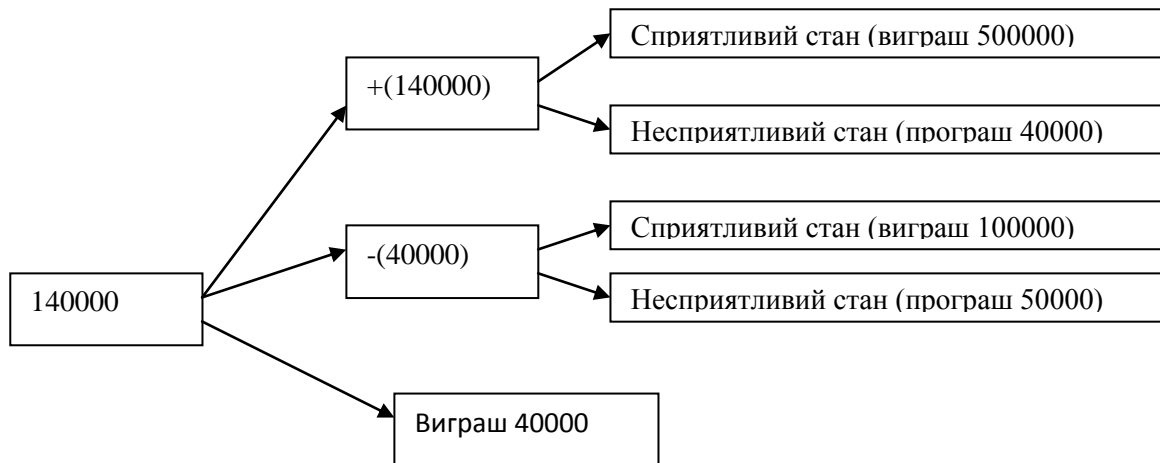 Сприятливий стан (виграш 500000)
+(140000)
Несприятливий стан (програш 40000)
Сприятливий стан (виграш 100000)
-(40000)
Несприятливий стан (програш 50000)
140000
Виграш 40000